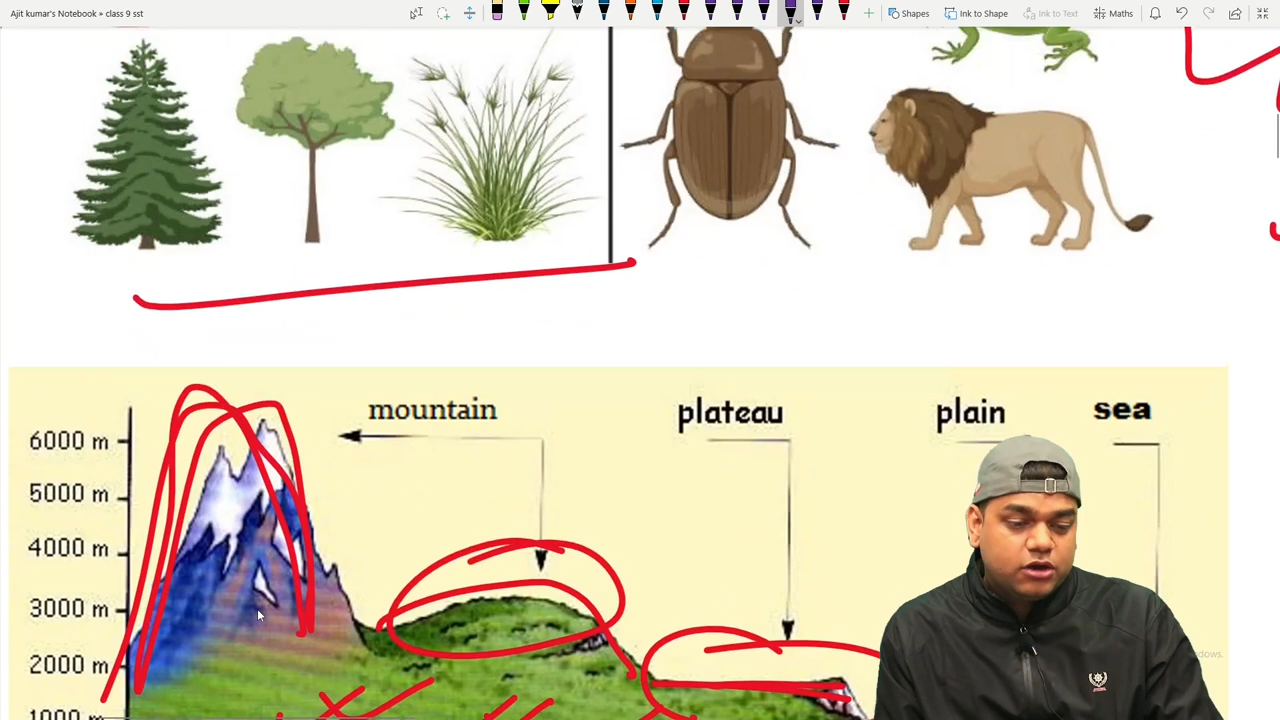 Ajit kumar's Notebook » class 9 sst
Shapes
Ink to Shape
Ink to Text
Maths
mountain
plateau
plain
sea
6000 m
5000 m
4000 m
3000 m
2000 m
1000 m